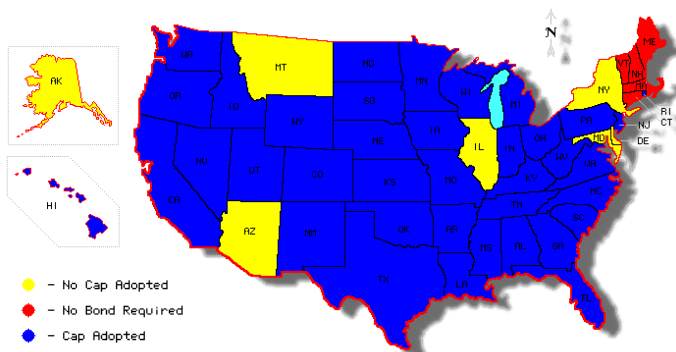 N
WA
ME
AK
MT
ND
MN
VT
NH
OR
ID
SD
WI
MI
NY
MA
WY
RI
CT
IA
PA
NJ
NE
NV
UT
IL
IN
OH
MD
DE
CA
CO
KS
MO
WV
VA
KY
HI
NC
TN
AZ
NM
OK
AR
SC
MS
AL
GA
TX
LA
FL
- No Cap Adopted
- No Bond Required
- Cap Adopted